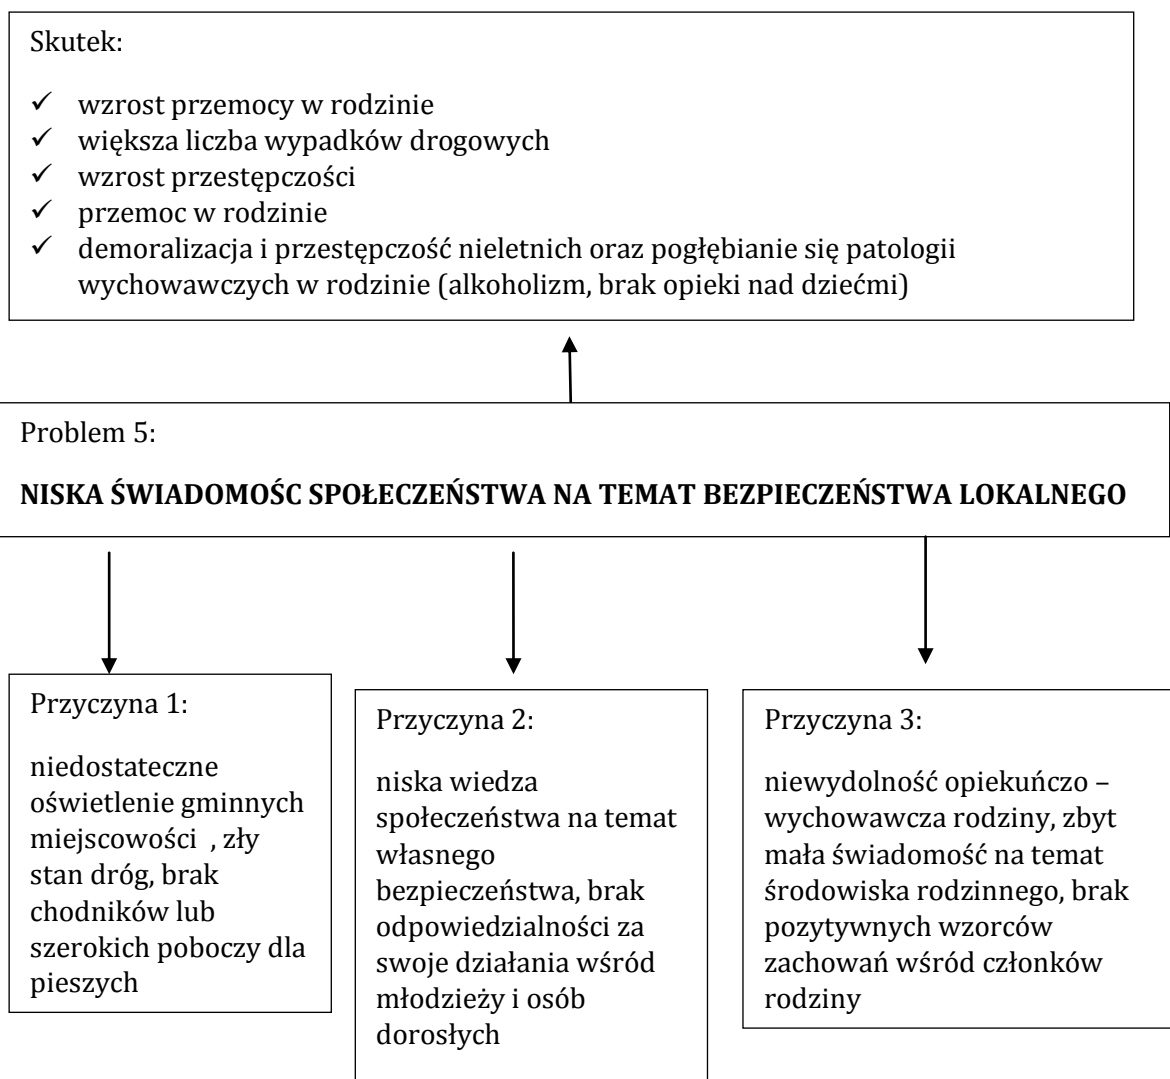 Skutek:
✓ wzrost przemocy w rodzinie
✓ większa liczba wypadków drogowych
✓ wzrost przestępczości
✓ przemoc w rodzinie
✓ demoralizacja i przestępczość nieletnich oraz pogłębianie się patologii
wychowawczych w rodzinie (alkoholizm, brak opieki nad dziećmi)
Problem 5:
NISKA ŚWIADOMOŚC SPOŁECZEŃSTWA NA TEMAT BEZPIECZEŃSTWA LOKALNEGO
Przyczyna 1:
niedostateczne
oświetlenie gminnych
miejscowości , zły
stan dróg, brak
chodników lub
szerokich poboczy dla
pieszych
Przyczyna 2:
niska wiedza
społeczeństwa na temat
własnego
bezpieczeństwa, brak
odpowiedzialności za
swoje działania wśród
młodzieży i osób
dorosłych
Przyczyna 3:
niewydolność opiekuńczo –
wychowawcza rodziny, zbyt
mała świadomość na temat
środowiska rodzinnego, brak
pozytywnych wzorców
zachowań wśród członków
rodziny